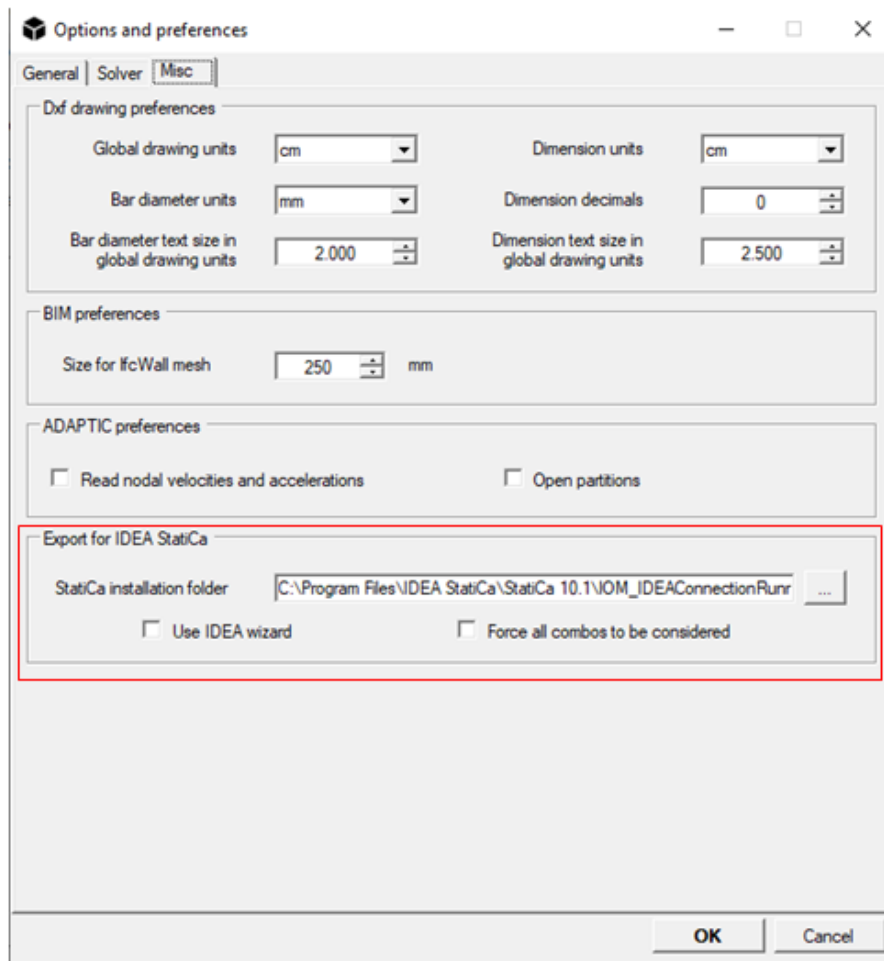 Options and preferences
General Solver Misc
Dxf drawing preferences
Global drawing units cm Dimension units cm
Bar diameter units mm Dimension decimals 0
Bar diameter text size in
global drawing units 2.000 Dimension text size in
global drawing units 2.500
BIM preferences
Size for IfcWall mesh 250 mm
ADAPTIC preferences
Read nodal velocities and accelerations Open partitions
Export for IDEA StatiCa
StatiCa installation folder C:\Program Files\IDEA StatiCa\StatiCa 10.1\IOM_IDEAConnectionRunr ...
Use IDEA wizard Force all combos to be considered
OK Cancel